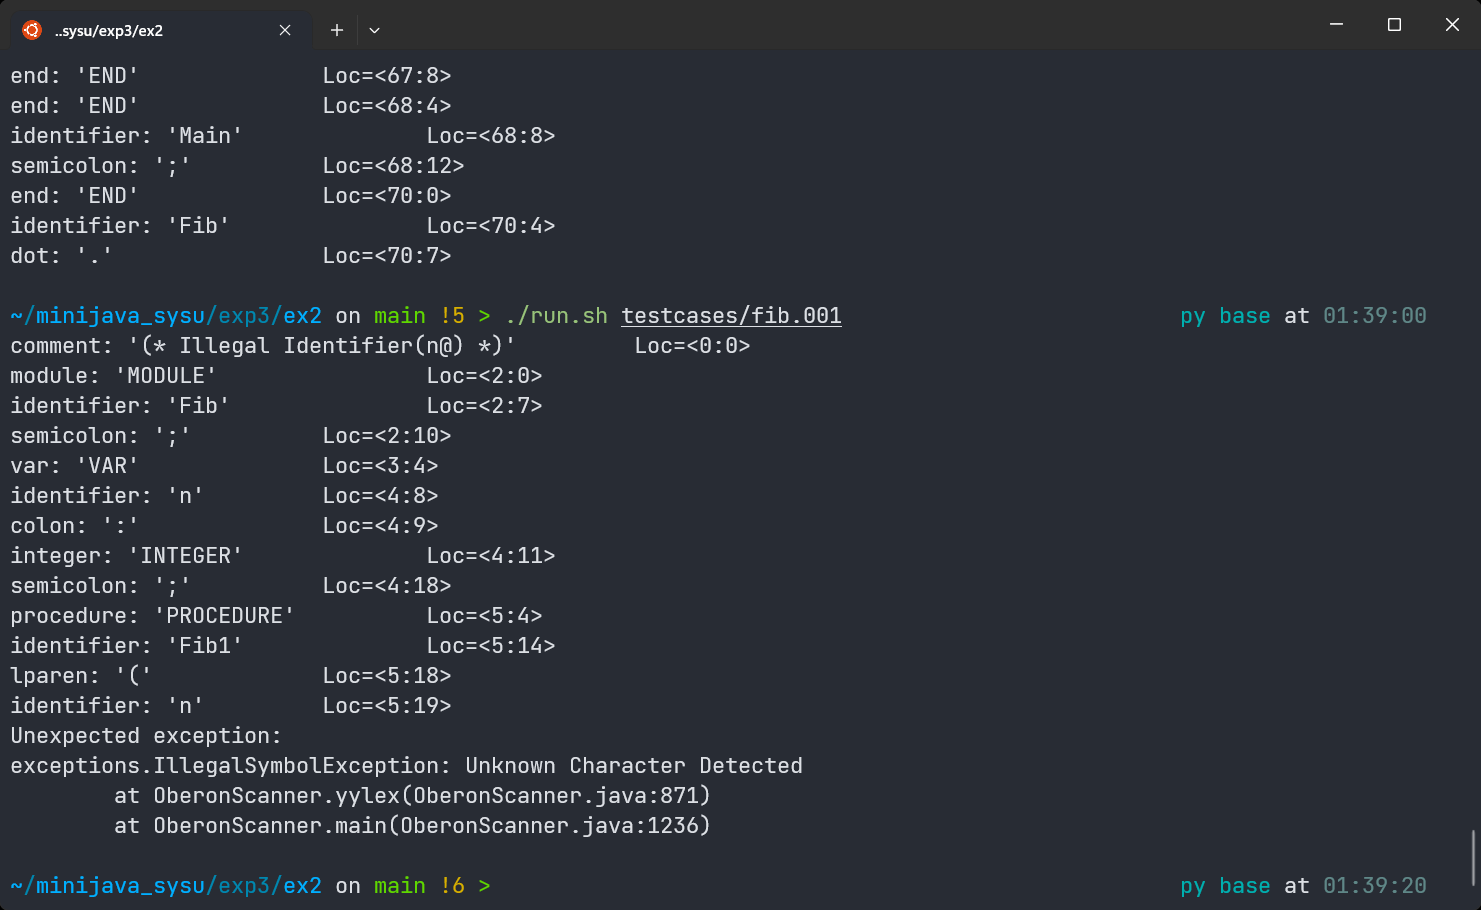 ..sysu/exp3/ex2
end: 'END' Loc=<67:8>
end: 'END' Loc=<68:4>
identifier: 'Main' Loc=<68:8>
semicolon: ';' Loc=<68:12>
end: 'END' Loc=<70:0>
identifier: 'Fib' Loc=<70:4>
dot: '.' Loc=<70:7>
~/minijava_sysu/exp3/ex2 on main !5 > ./run.sh testcases/fib.001 py base at 01:39:00
comment: '(* Illegal Identifier(n@) *)' Loc=<0:0>
module: 'MODULE' Loc=<2:0>
identifier: 'Fib' Loc=<2:7>
semicolon: ';' Loc=<2:10>
var: 'VAR' Loc=<3:4>
identifier: 'n' Loc=<4:8>
colon: ':' Loc=<4:9>
integer: 'INTEGER' Loc=<4:11>
semicolon: ';' Loc=<4:18>
procedure: 'PROCEDURE' Loc=<5:4>
identifier: 'Fib1' Loc=<5:14>
lparen: '(' Loc=<5:18>
identifier: 'n' Loc=<5:19>
Unexpected exception:
exceptions.IllegalSymbolException: Unknown Character Detected
at OberonScanner.yylex(OberonScanner.java:871)
at OberonScanner.main(OberonScanner.java:1236)
~/minijava_sysu/exp3/ex2 on main !6 > py base at 01:39:20